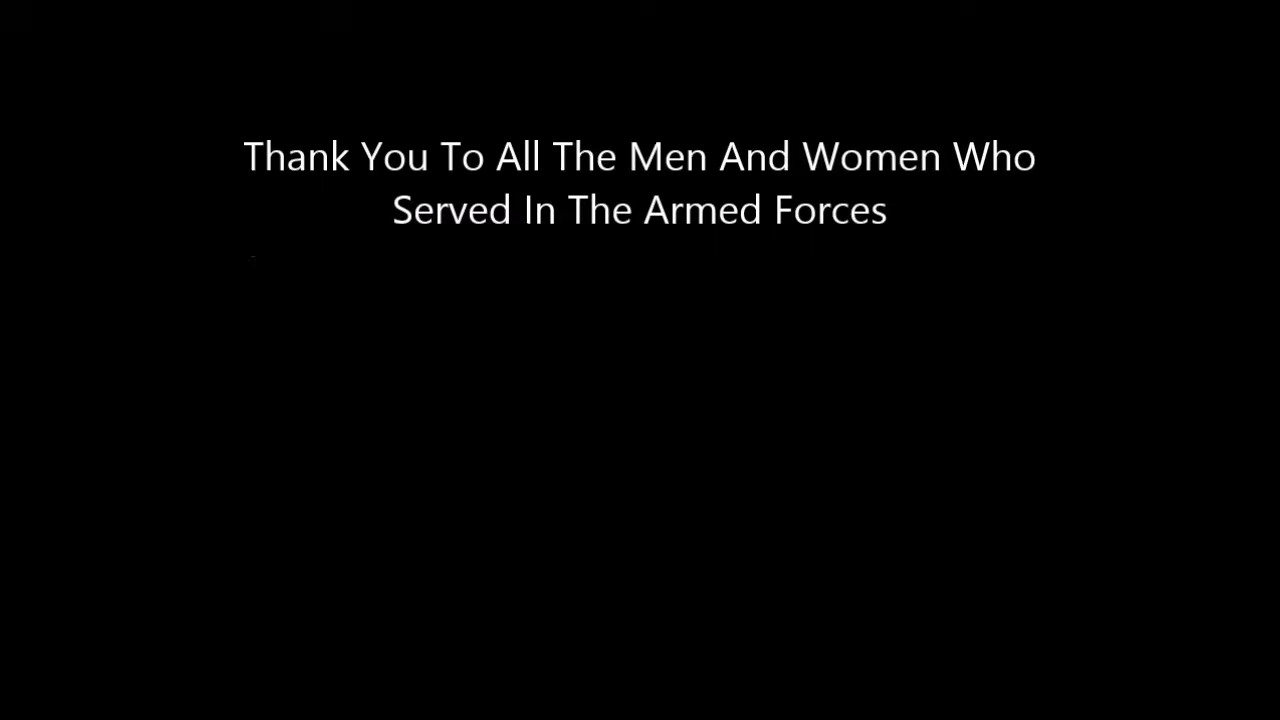 Thank You To All The Men And Women Who
Served In The Armed Forces